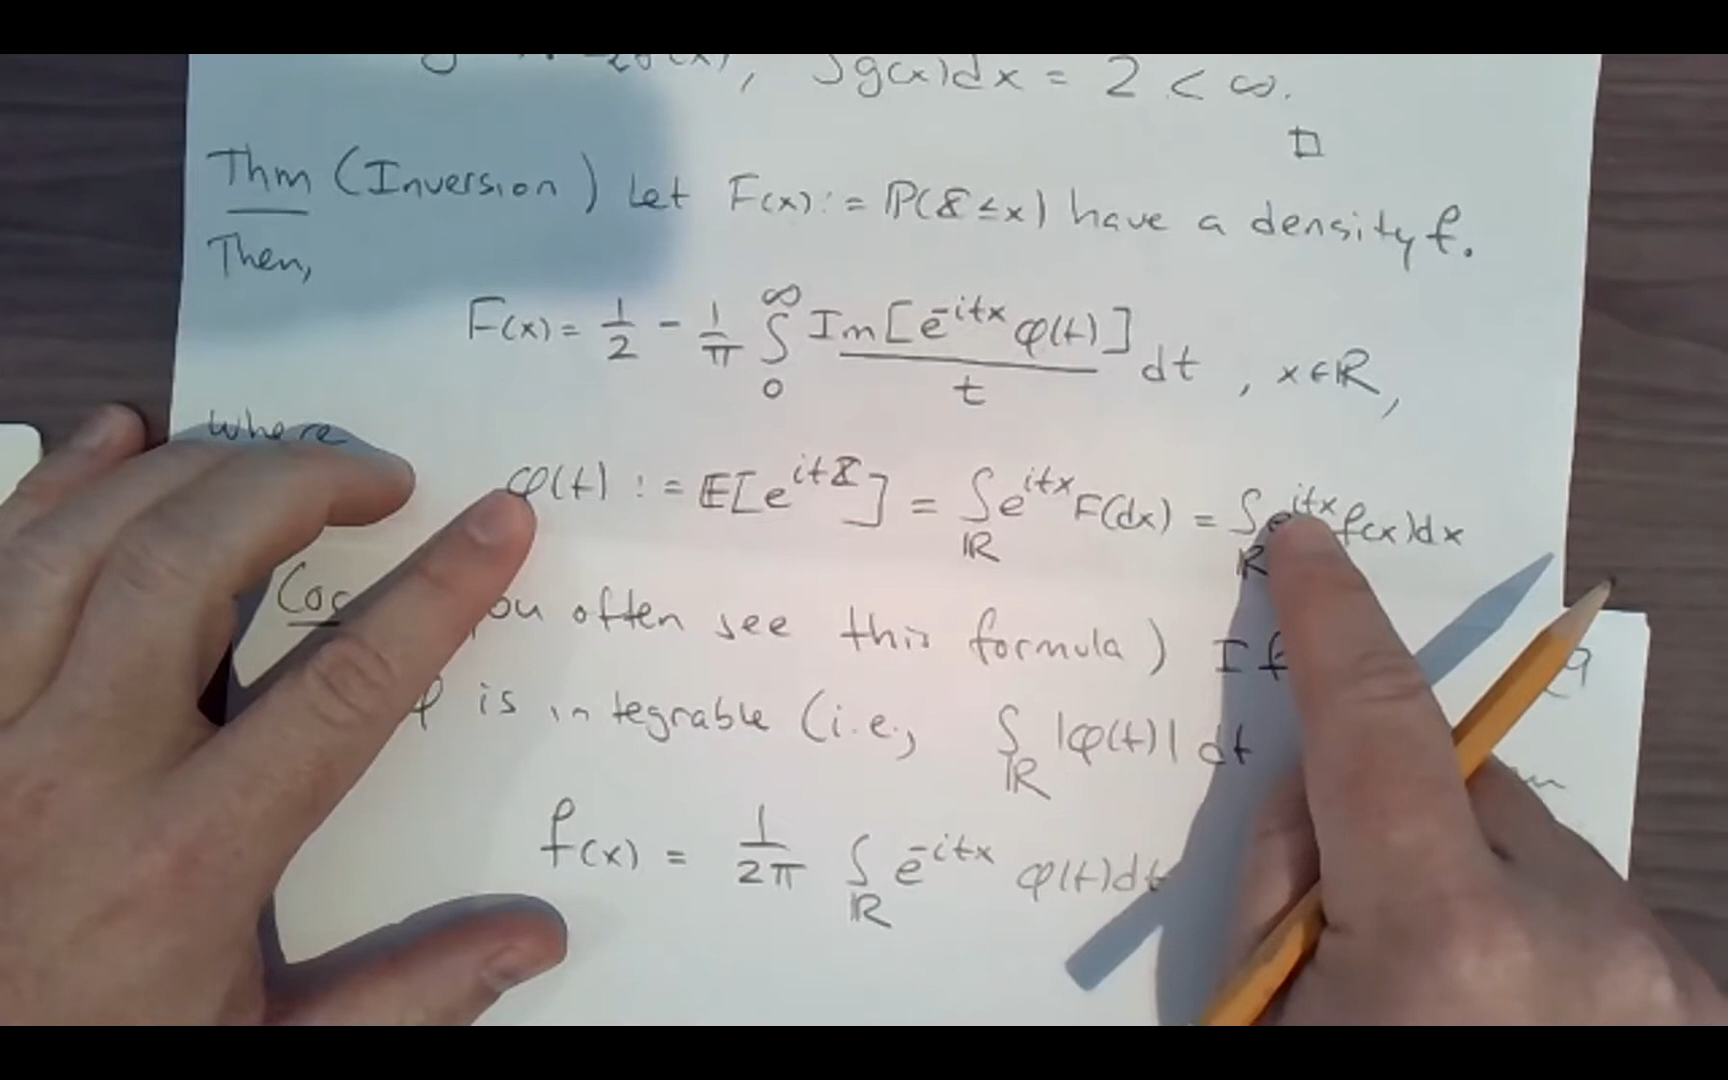 ∫g(x)dx = 2 < ∞.
□
Thm (Inversion) Let F(x) := ℙ(X ≤ x) have a density f.
Then,
F(x) = 1/2 - 1/π ∫₀^∞ Im[e^{-itx} φ(t)]/t dt , x ∈ ℝ,
where
φ(t) := E[e^{itX}] = ∫_ℝ e^{itx} F(dx) = ∫_ℝ e^{itx} f(x)dx
Cor often see this formula) If
φ is integrable (i.e., ∫_ℝ |φ(t)| dt
f(x) = 1/2π ∫_ℝ e^{-itx} φ(t)dt